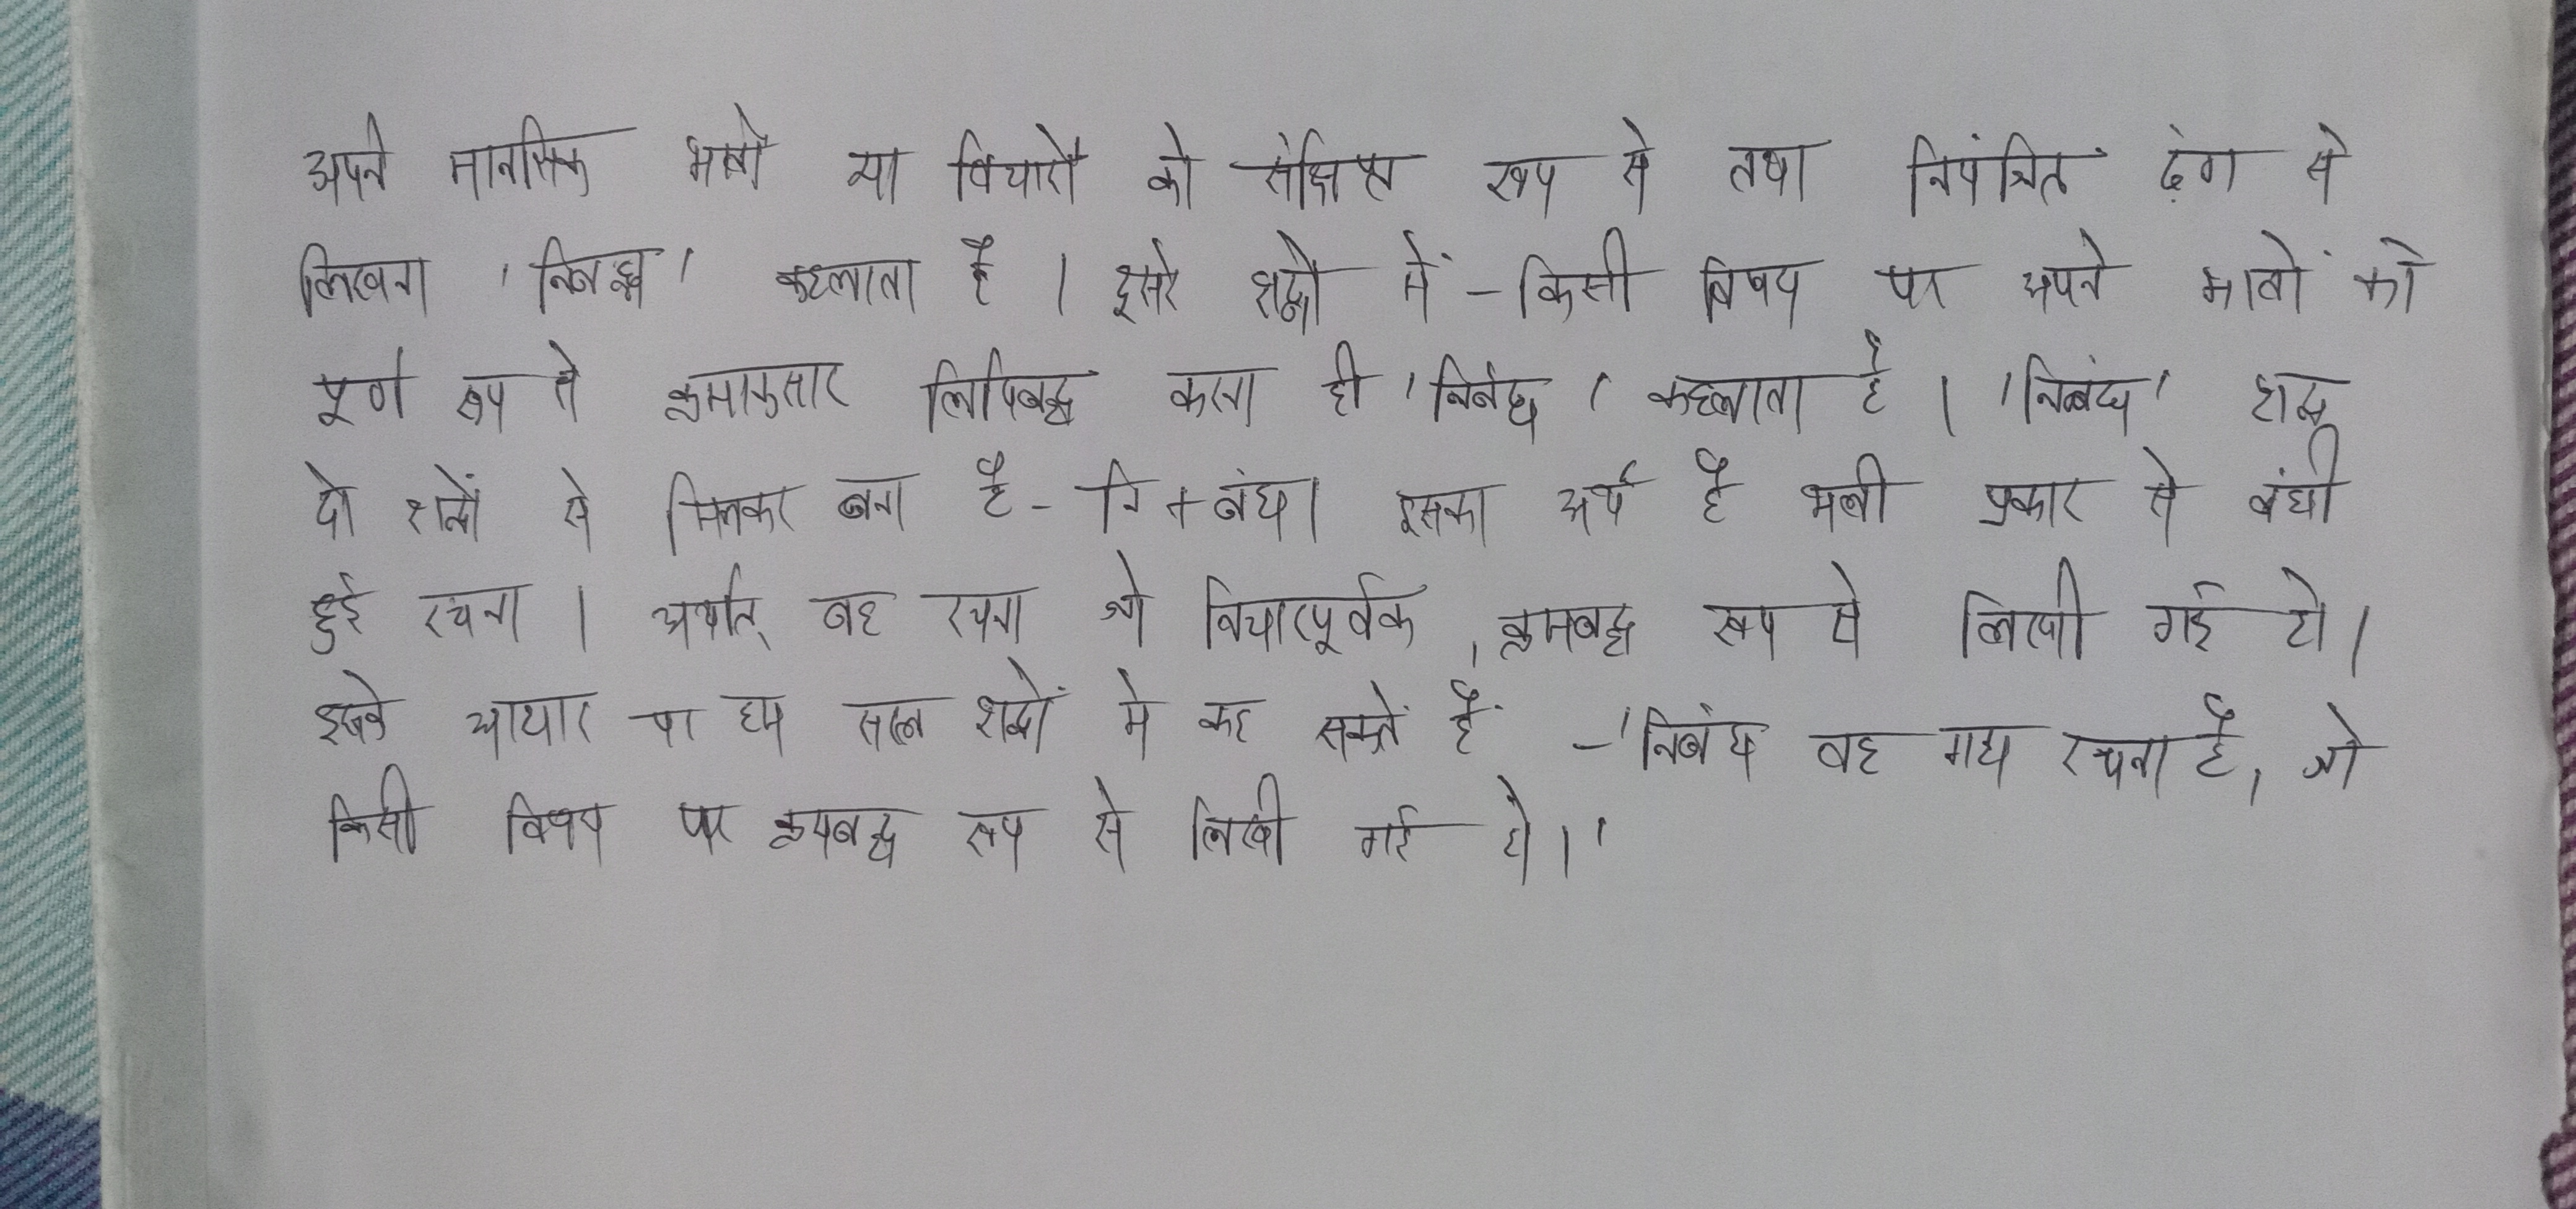 अपने मानसिक भावों या विचारों को संक्षिप्त रूप से तथा नियंत्रित ढंग से
लिखना 'निबन्ध' कहलाता है । दूसरे शब्दों में - किसी विषय पर अपने भावों को
पूर्ण रूप से क्रमानुसार लिपिबद्ध करना ही 'निबंध' कहलाता है । 'निबंध' शब्द
दो शब्दों से मिलकर बना है - नि + बंध। इसका अर्थ है भली प्रकार से बंधी
हुई रचना । अर्थात् वह रचना जो विचारपूर्वक, क्रमबद्ध रूप से लिखी गई हो।
इसके आधार पर हम सरल शब्दों मे कह सकतें हैं - 'निबंध वह गद्य रचना है, जो
किसी विषय पर क्रमबद्ध रूप से लिखी गई हो।'